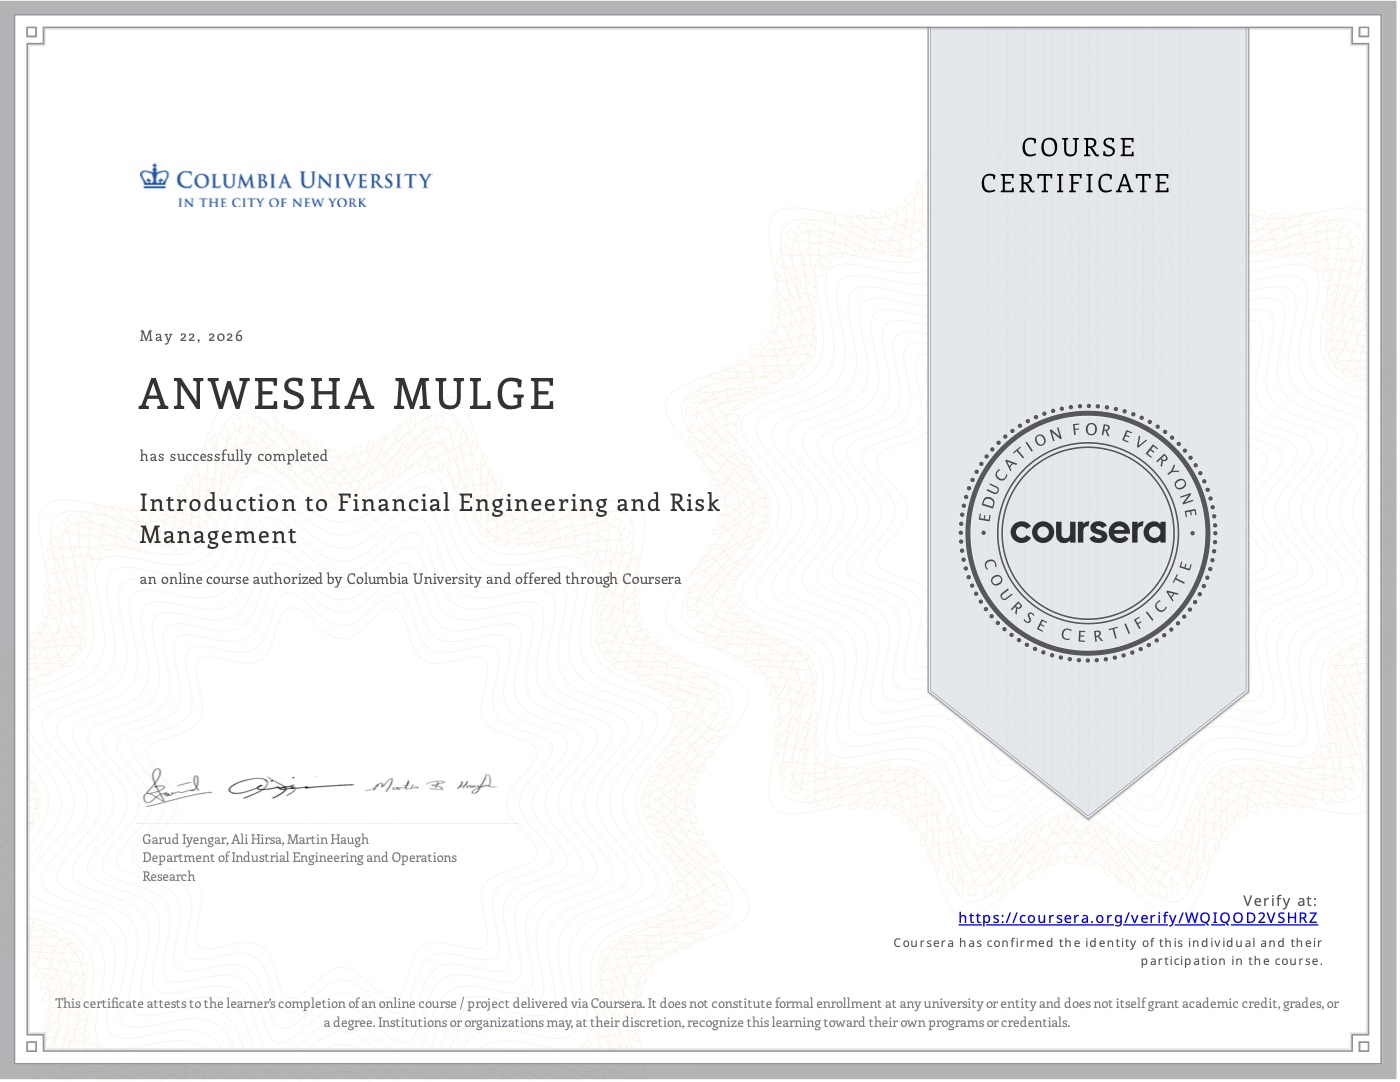 COLUMBIA UNIVERSITY
IN THE CITY OF NEW YORK
COURSE
CERTIFICATE
May 22, 2026
ANWESHA MULGE
has successfully completed
Introduction to Financial Engineering and Risk
Management
an online course authorized by Columbia University and offered through Coursera
EDUCATION FOR EVERYONE
coursera
COURSE CERTIFICATE
Martin B Haugh
Garud Iyengar, Ali Hirsa, Martin Haugh
Department of Industrial Engineering and Operations
Research
Verify at:
https://coursera.org/verify/WQIQOD2VSHRZ
Coursera has confirmed the identity of this individual and their
participation in the course.
This certificate attests to the learner's completion of an online course / project delivered via Coursera. It does not constitute formal enrollment at any university or entity and does not itself grant academic credit, grades, or
a degree. Institutions or organizations may, at their discretion, recognize this learning toward their own programs or credentials.